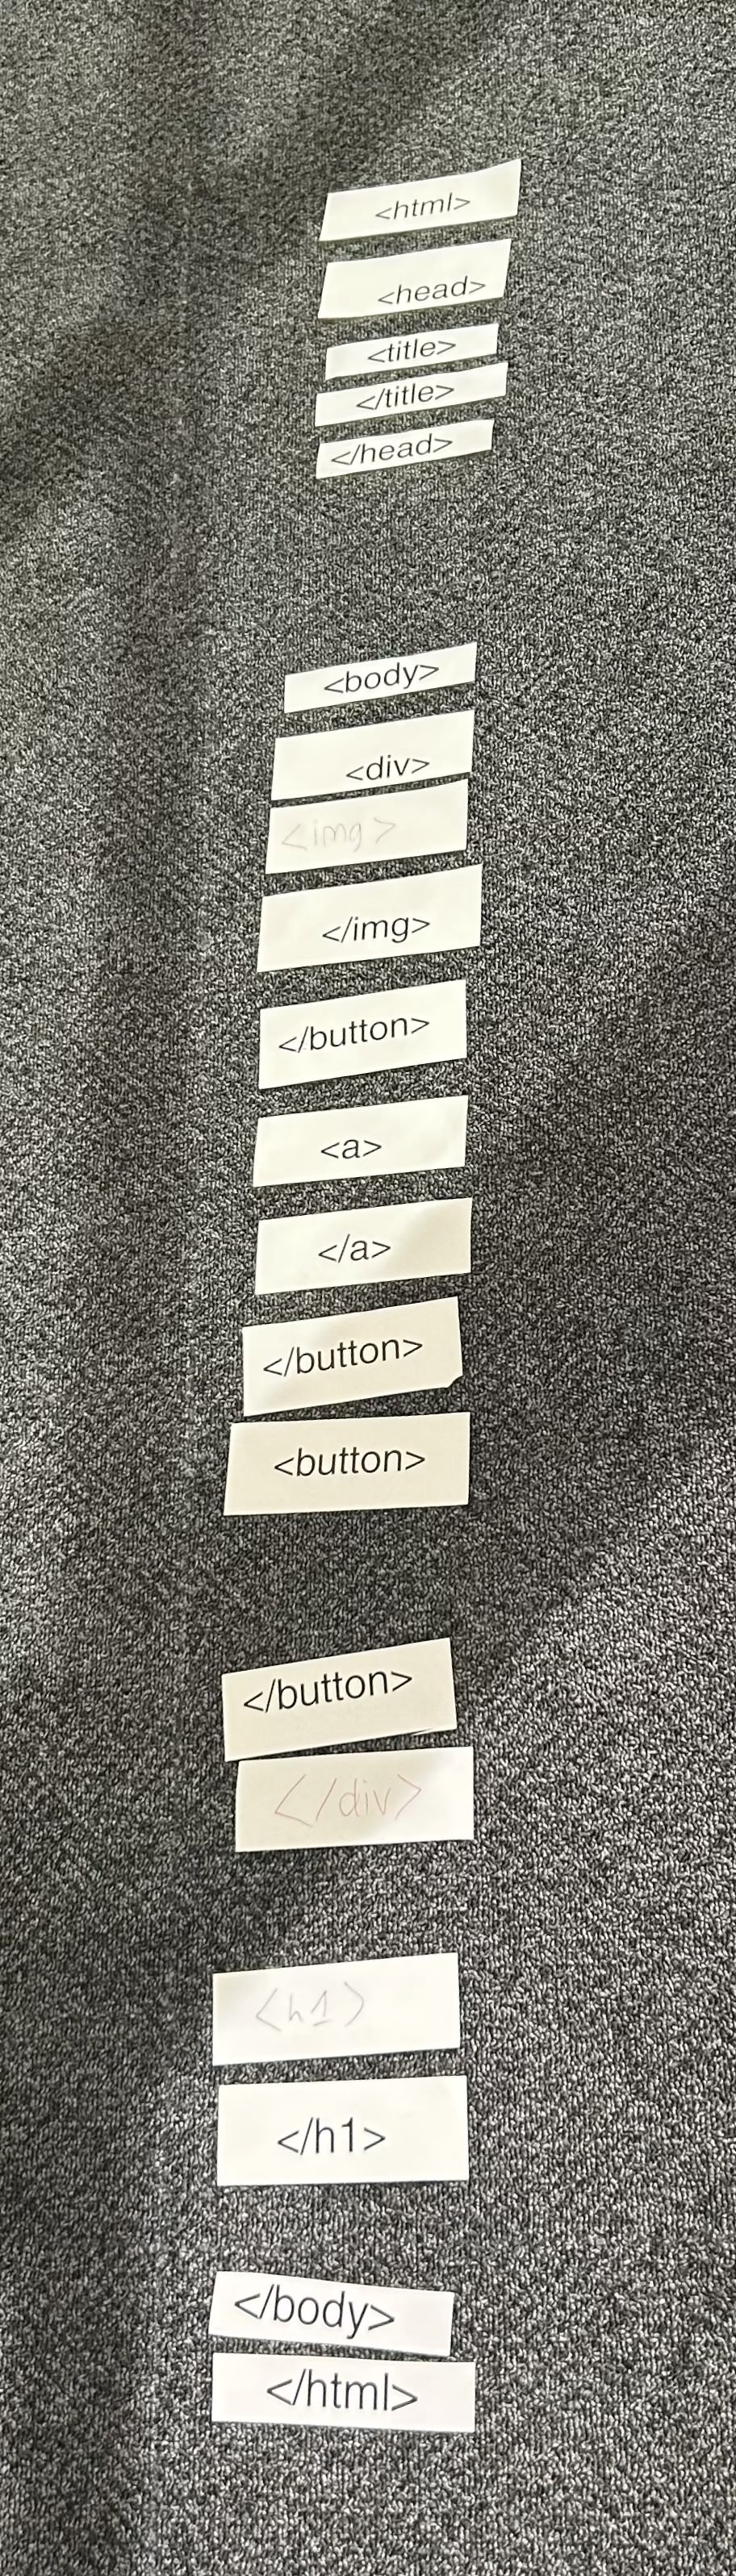 <html>
<head>
<title>
</title>
</head>
<body>
<div>
<img>
</img>
</button>
<a>
</a>
</button>
<button>
</button>
</div>
<h1>
</h1>
</body>
</html>